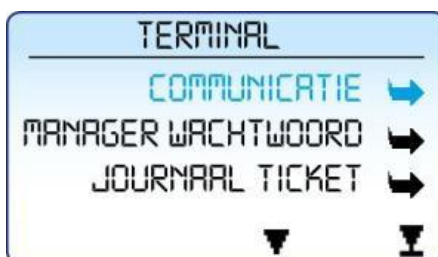 TERMINAL
COMMUNICATIE
MANAGER WACHTWOORD
JOURNAAL TICKET